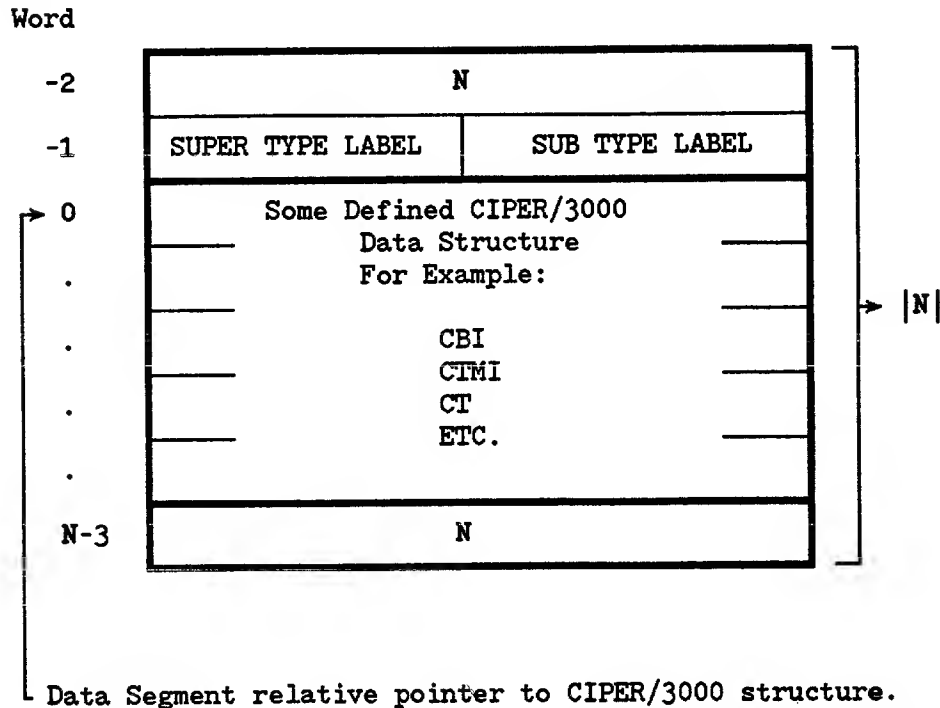 Word
-2 N
-1 SUPER TYPE LABEL SUB TYPE LABEL
0 Some Defined CIPER/3000
Data Structure
. For Example:
|N|
. CBI
CTMI
. CT
ETC.
.
N-3 N
Data Segment relative pointer to CIPER/3000 structure.